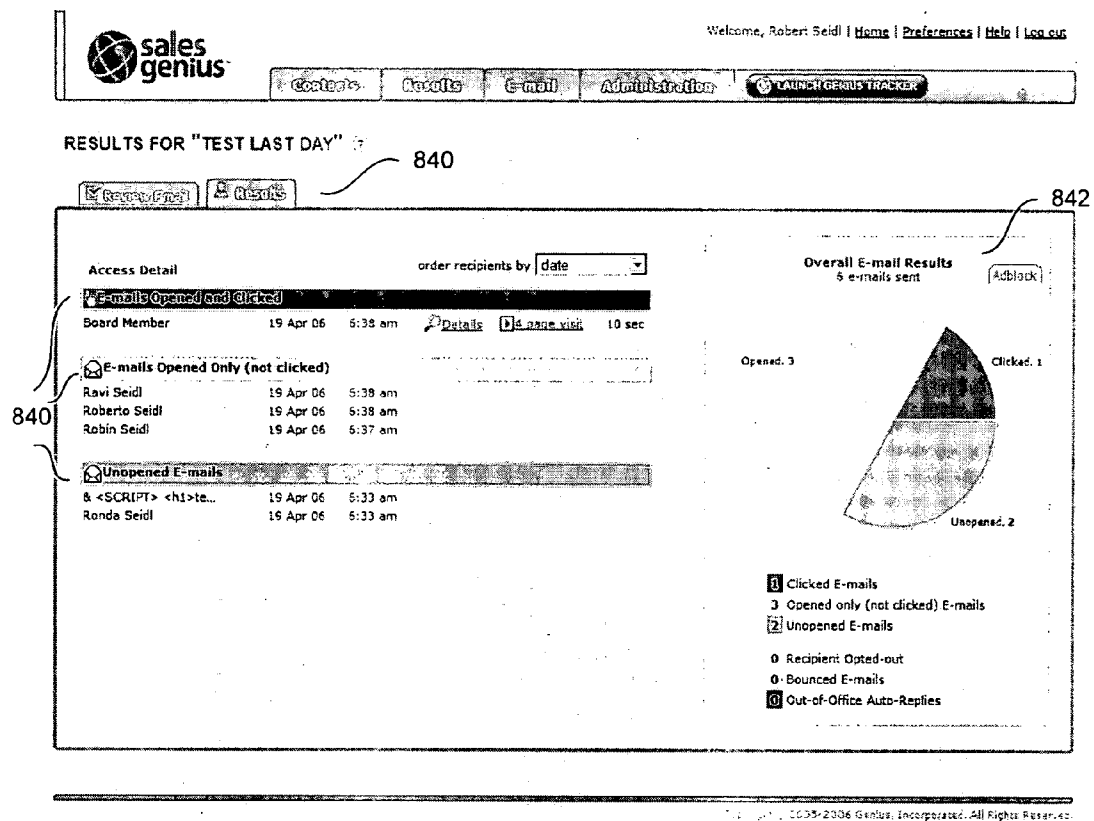 Welcome, Robert Seidl | Home | Preferences | Help | Log out
sales
genius
Contacts Results E-mail Administration LAUNCH GENIUS TRACKER
RESULTS FOR "TEST LAST DAY" ?
840
Review Email Results
842
Access Detail order recipients by date
Overall E-mail Results
6 e-mails sent
Adblock
E-mails Opened and Clicked
Board Member 19 Apr 06 6:38 am Details 4 page visit 10 sec
E-mails Opened Only (not clicked)
Opened, 3
Clicked, 1
Ravi Seidl 19 Apr 06 6:38 am
Roberto Seidl 19 Apr 06 6:38 am
Robin Seidl 19 Apr 06 6:37 am
840
Unopened E-mails
& <SCRIPT> <h1>te... 19 Apr 06 6:33 am
Ronda Seidl 19 Apr 06 6:33 am
Unopened, 2
1 Clicked E-mails
3 Opened only (not clicked) E-mails
2 Unopened E-mails
0 Recipient Opted-out
0 Bounced E-mails
0 Out-of-Office Auto-Replies
2005-2006 Genius, Incorporated. All Rights Reserved.